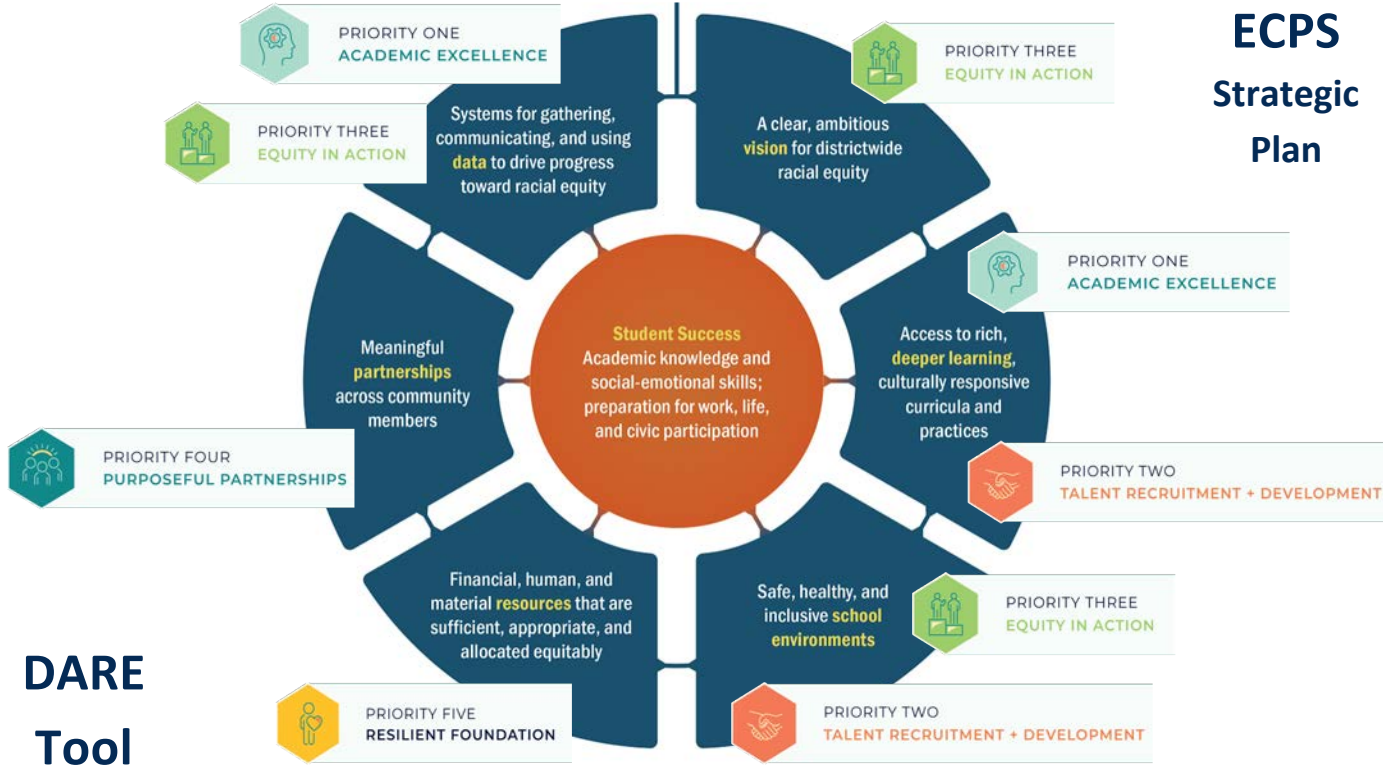 ECPS
Strategic
Plan
PRIORITY ONE
ACADEMIC EXCELLENCE
PRIORITY THREE
EQUITY IN ACTION
Systems for gathering,
communicating, and using
data to drive progress
toward racial equity
PRIORITY THREE
EQUITY IN ACTION
A clear, ambitious
vision for districtwide
racial equity
PRIORITY ONE
ACADEMIC EXCELLENCE
Access to rich,
deeper learning,
culturally responsive
curricula and
practices
PRIORITY TWO
TALENT RECRUITMENT + DEVELOPMENT
Student Success
Academic knowledge and
social-emotional skills;
preparation for work, life,
and civic participation
Meaningful
partnerships
across community
members
PRIORITY FOUR
PURPOSEFUL PARTNERSHIPS
Financial, human, and
material resources that are
sufficient, appropriate, and
allocated equitably
PRIORITY FIVE
RESILIENT FOUNDATION
Safe, healthy, and
inclusive school
environments
PRIORITY THREE
EQUITY IN ACTION
PRIORITY TWO
TALENT RECRUITMENT + DEVELOPMENT
DARE
Tool